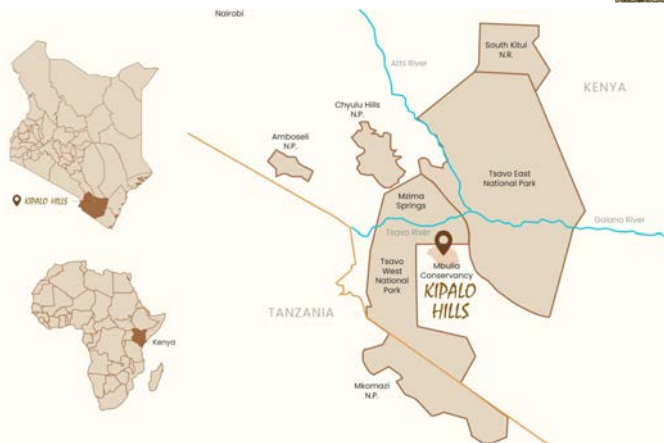 Nairobi
South Kitui
N.R.
Athi River
KENYA
Chyulu Hills
N.P.
Amboseli
N.P.
Tsavo East
National Park
Mzima
Springs
KIPALO HILLS
Tsavo River
Galana River
Mbulia
Conservancy
Tsavo
West
National
Park
KIPALO
HILLS
TANZANIA
Kenya
Mkomazi
N.P.